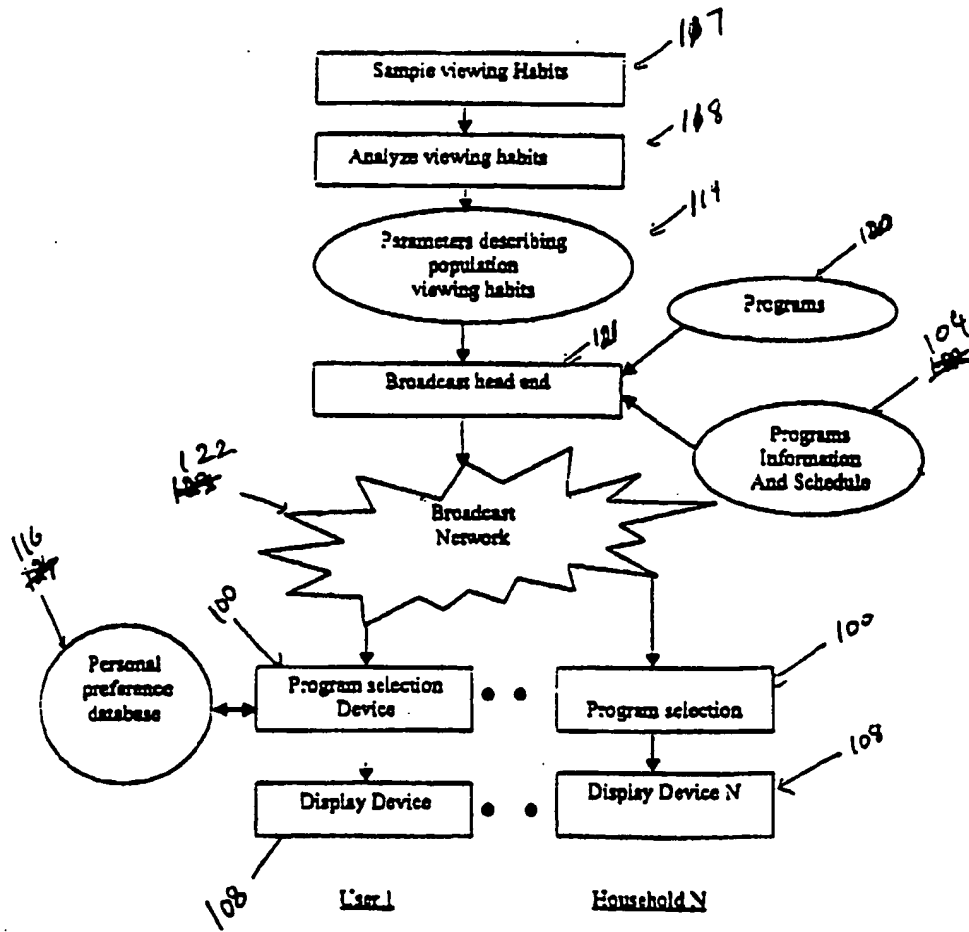 Sample viewing Habits
117
Analyze viewing habits
118
114
Parameters describing
population
viewing habits
120
Programs
121
Broadcast head end
104
Programs
Information
And Schedule
122
Broadcast
Network
116
100
Personal
preference
database
Program selection
Device
100
Program selection
Display Device
108
Display Device N
108
User 1
Household N